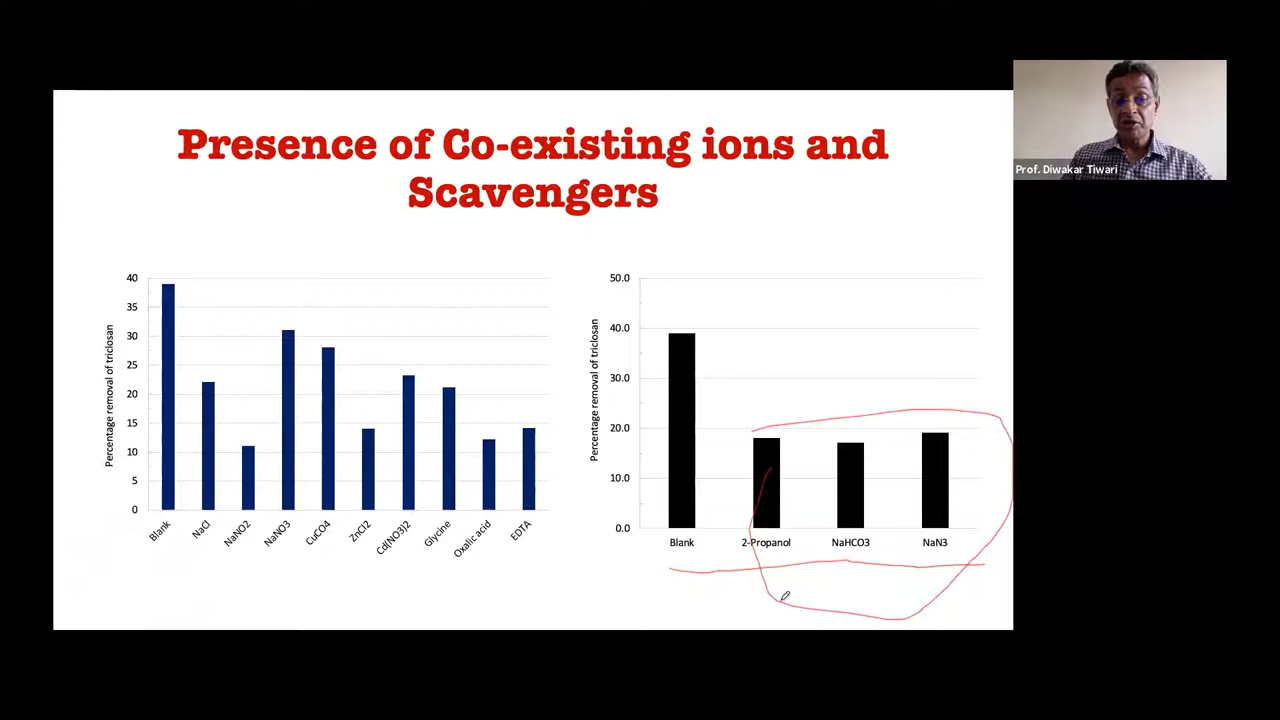 Presence of Co-existing ions and
Scavengers
Prof. Diwakar Tiwari
Percentage removal of triclosan
40
35
30
25
20
15
10
5
0
Blank
NaCl
NaNO2
NaNO3
CuCO4
ZnCl2
Cd(NO3)2
Glycine
Oxalic acid
EDTA
Percentage removal of triclosan
50.0
40.0
30.0
20.0
10.0
0.0
Blank
2-Propanol
NaHCO3
NaN3